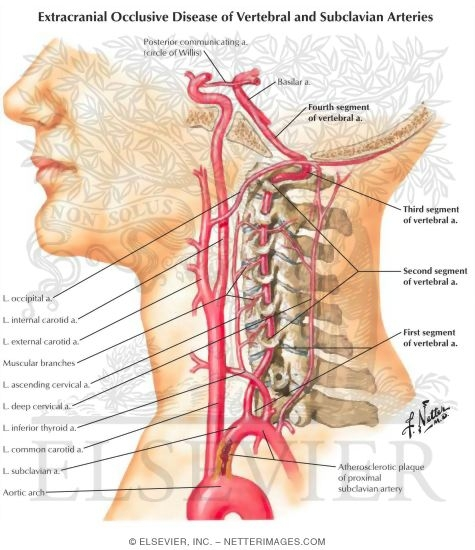 Extracranial Occlusive Disease of Vertebral and Subclavian Arteries
Posterior communicating a.
(circle of Willis)
Basilar a.
Fourth segment
of vertebral a.
NON SOLUS
Third segment
of vertebral a.
Second segment
of vertebral a.
First segment
of vertebral a.
L. occipital a.
L. internal carotid a.
L. external carotid a.
Muscular branches
L. ascending cervical a.
L. deep cervical a.
L. inferior thyroid a.
L. common carotid a.
L. subclavian a.
Aortic arch
F. Netter
M.D.
Atherosclerotic plaque
of proximal
subclavian artery
ELSEVIER
© ELSEVIER, INC. – NETTERIMAGES.COM